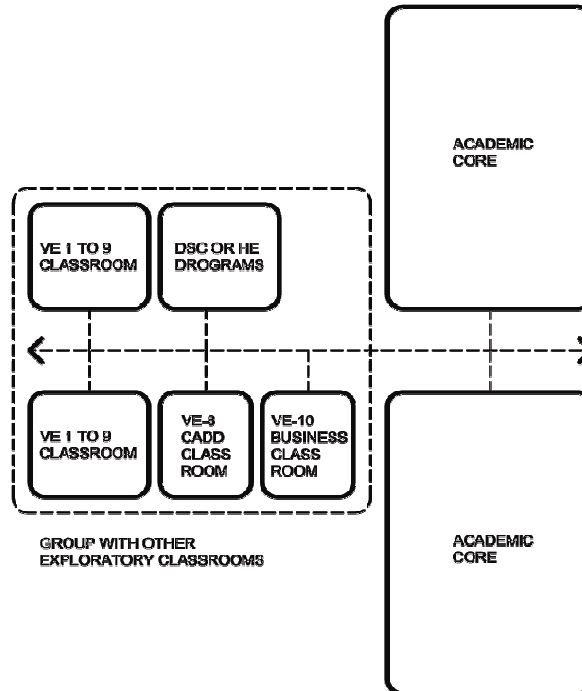 ACADEMIC
CORE
VE 1 TO 9
CLASSROOM
DSC OR HE
DROGRAMS
VE 1 TO 9
CLASSROOM
VE-8
CADD
CLASS
ROOM
VE-10
BUSINESS
CLASS
ROOM
GROUP WITH OTHER
EXPLORATORY CLASSROOMS
ACADEMIC
CORE